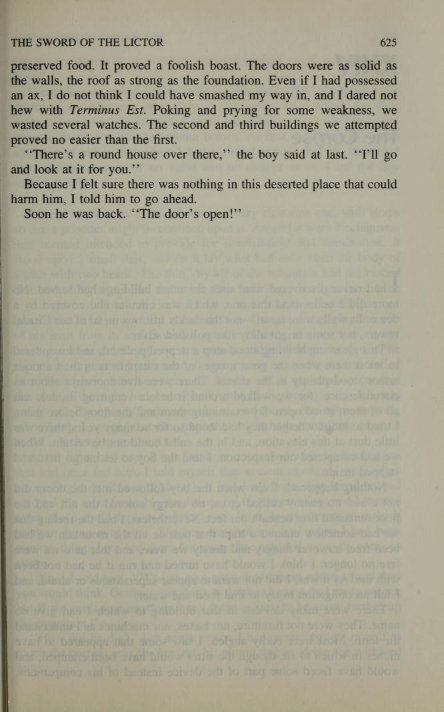 THE SWORD OF THE LICTOR 625
preserved food. It proved a foolish boast. The doors were as solid as
the walls, the roof as strong as the foundation. Even if I had possessed
an ax, I do not think I could have smashed my way in, and I dared not
hew with Terminus Est. Poking and prying for some weakness, we
wasted several watches. The second and third buildings we attempted
proved no easier than the first.
‘‘There's a round house over there,’’ the boy said at last. ‘‘I'll go
and look at it for you.’’
Because I felt sure there was nothing in this deserted place that could
harm him, I told him to go ahead.
Soon he was back. ‘‘The door's open!’’